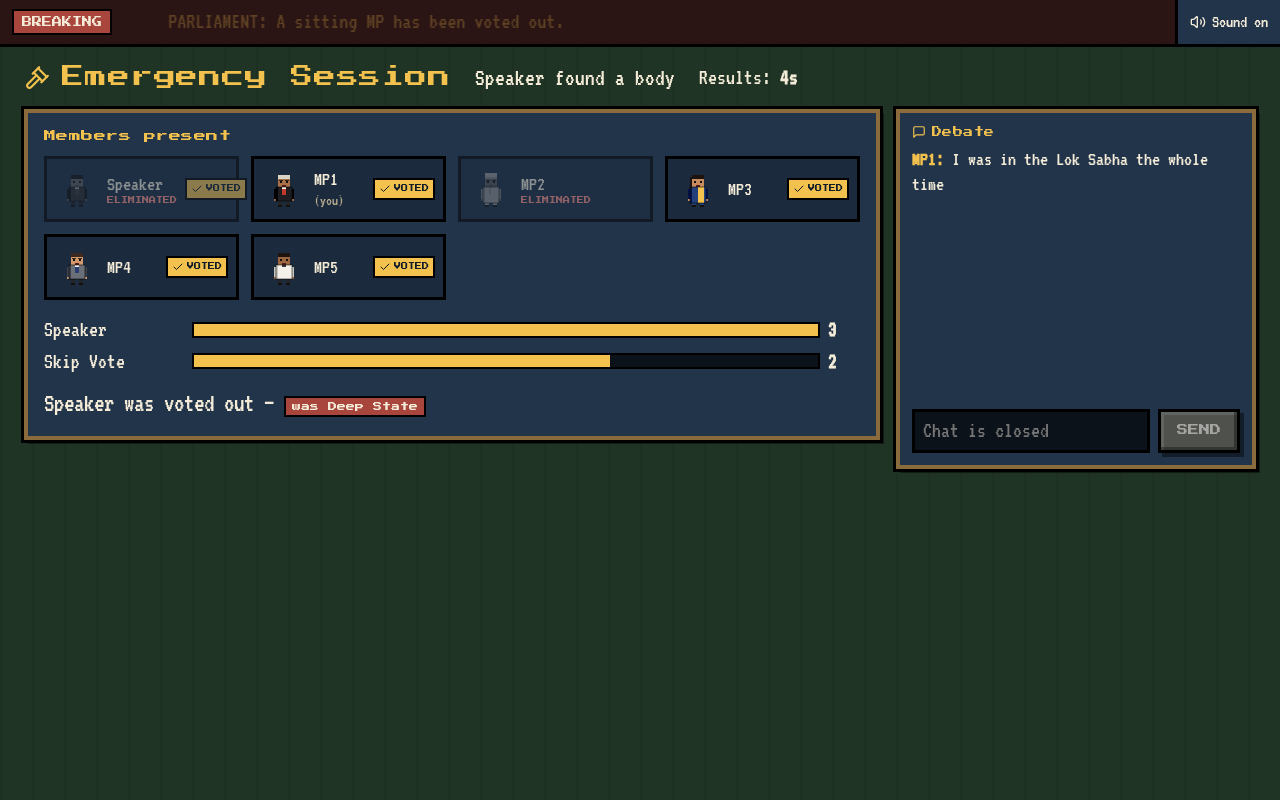 BREAKING
PARLIAMENT: A sitting MP has been voted out.
Sound on
Emergency Session
Speaker found a body
Results: 4s
Members present
Speaker
ELIMINATED
VOTED
MP1
(you)
VOTED
MP2
ELIMINATED
MP3
VOTED
MP4
VOTED
MP5
VOTED
Speaker 3
Skip Vote 2
Speaker was voted out – was Deep State
Debate
MP1: I was in the Lok Sabha the whole
time
Chat is closed
SEND